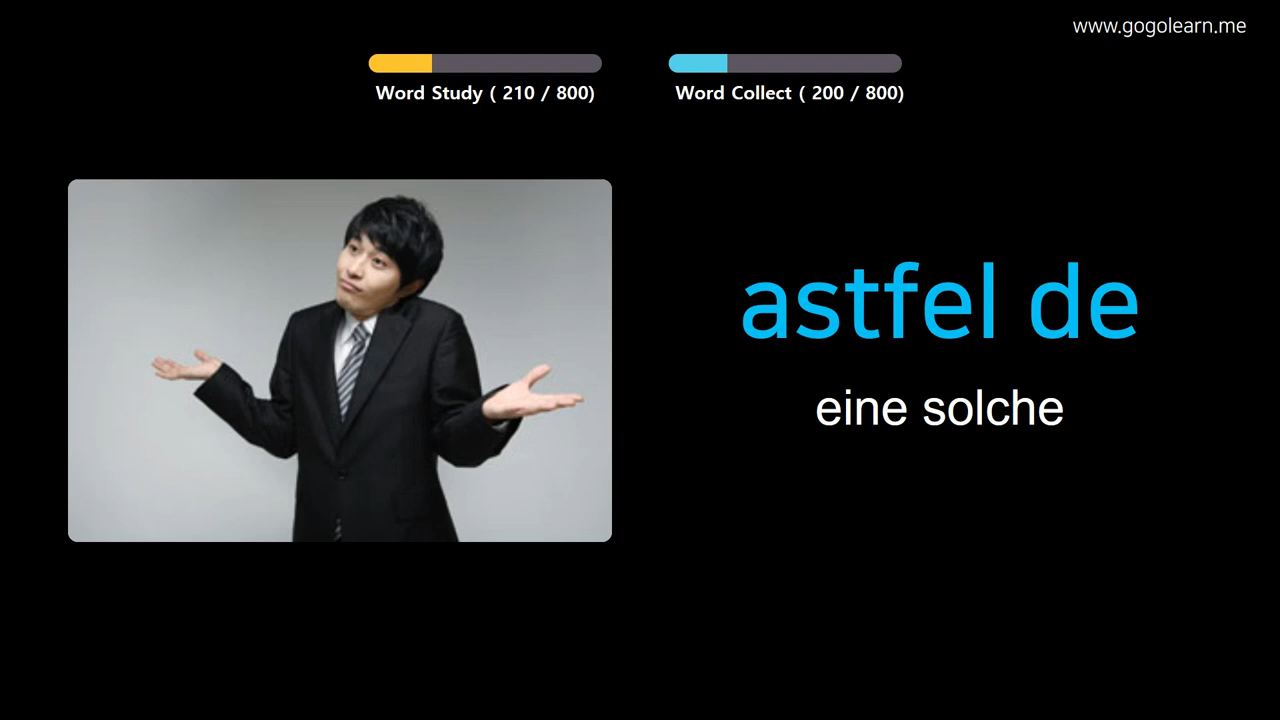 www.gogolearn.me
Word Study ( 210 / 800)
Word Collect ( 200 / 800)
astfel de
eine solche